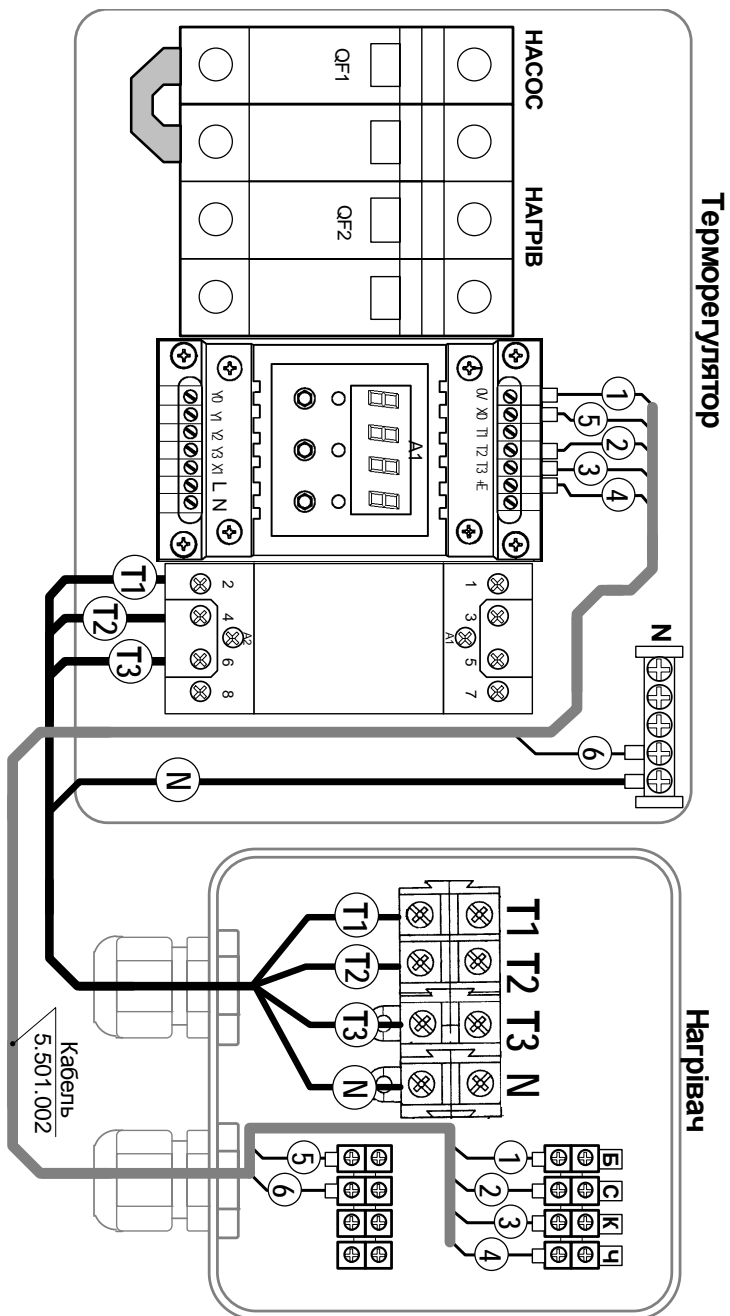 Терморегулятор
НАСОС
НАГРІВ
QF1
QF2
0V X0 T1 T2 T3 +E
A1
Y0 Y1 Y2 Y3 X1 L N
1
5
2
3
4
1 3 5 7
A1
2 4 6 8
A2
T1
T2
T3
N
6
N
Нагрівач
T1 T2 T3 N
T1
T2
T3
N
Б С К Ч
1
2
3
4
5
6
Кабель
5.501.002